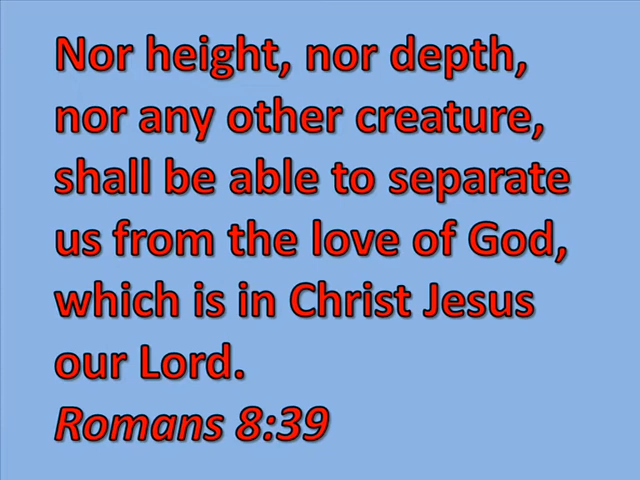 Nor height, nor depth,
nor any other creature,
shall be able to separate
us from the love of God,
which is in Christ Jesus
our Lord.
Romans 8:39